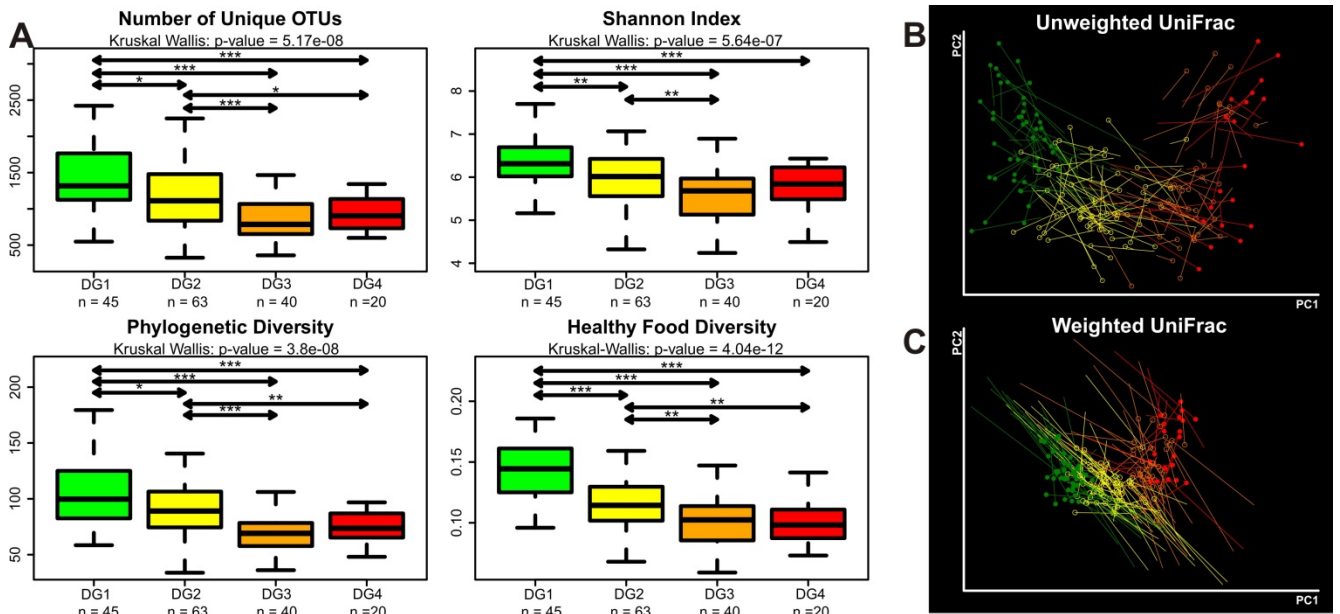 A
Number of Unique OTUs
Kruskal Wallis: p-value = 5.17e-08
***
***
*
*
***
2500
1500
500
DG1 DG2 DG3 DG4
n = 45 n = 63 n = 40 n =20
Shannon Index
Kruskal Wallis: p-value = 5.64e-07
***
***
**
**
8
7
6
5
4
DG1 DG2 DG3 DG4
n = 45 n = 63 n = 40 n =20
Phylogenetic Diversity
Kruskal Wallis: p-value = 3.8e-08
***
***
*
**
***
200
150
100
50
DG1 DG2 DG3 DG4
n = 45 n = 63 n = 40 n =20
Healthy Food Diversity
Kruskal-Wallis: p-value = 4.04e-12
***
***
***
**
**
0.20
0.15
0.10
DG1 DG2 DG3 DG4
n = 45 n = 63 n = 40 n =20
B
Unweighted UniFrac
PC2
PC1
C
Weighted UniFrac
PC2
PC1